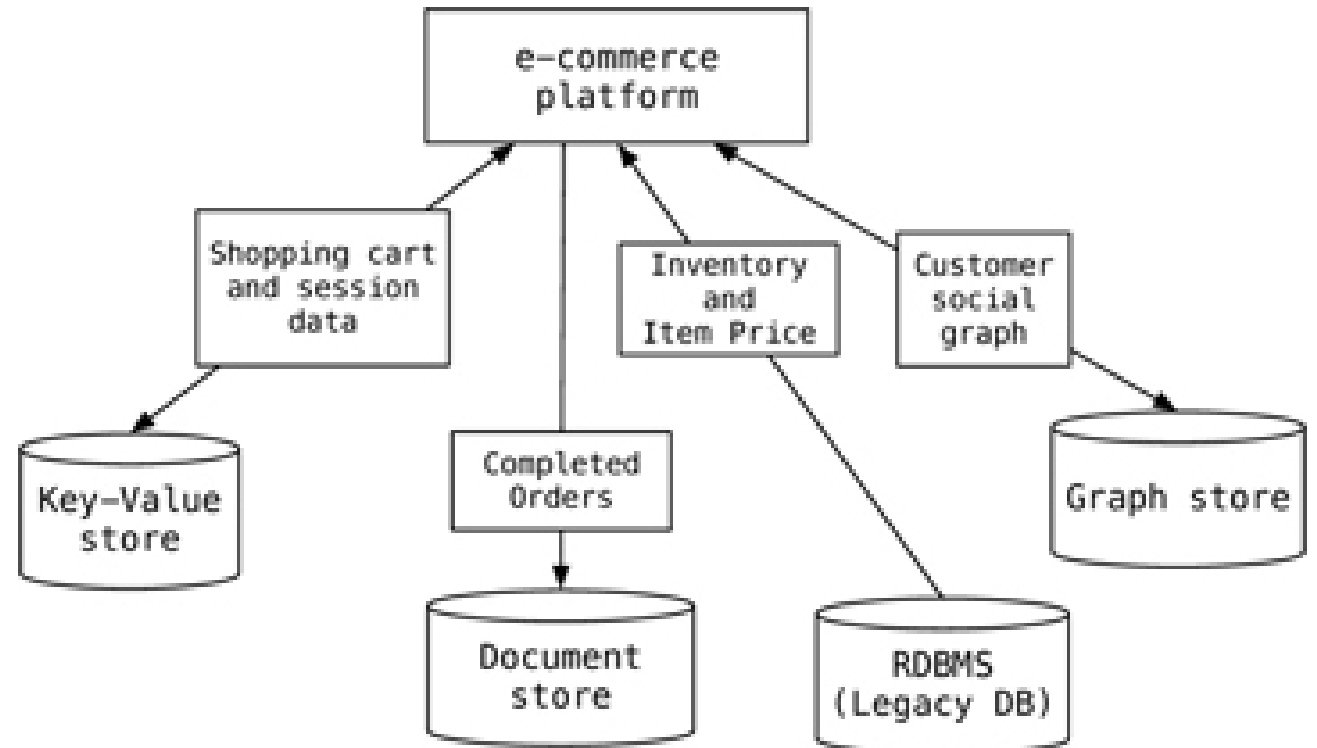 e-commerce
platform
Shopping cart
and session
data
Inventory
and
Item Price
Customer
social
graph
Completed
Orders
Key-Value
store
Graph store
Document
store
RDBMS
(Legacy DB)